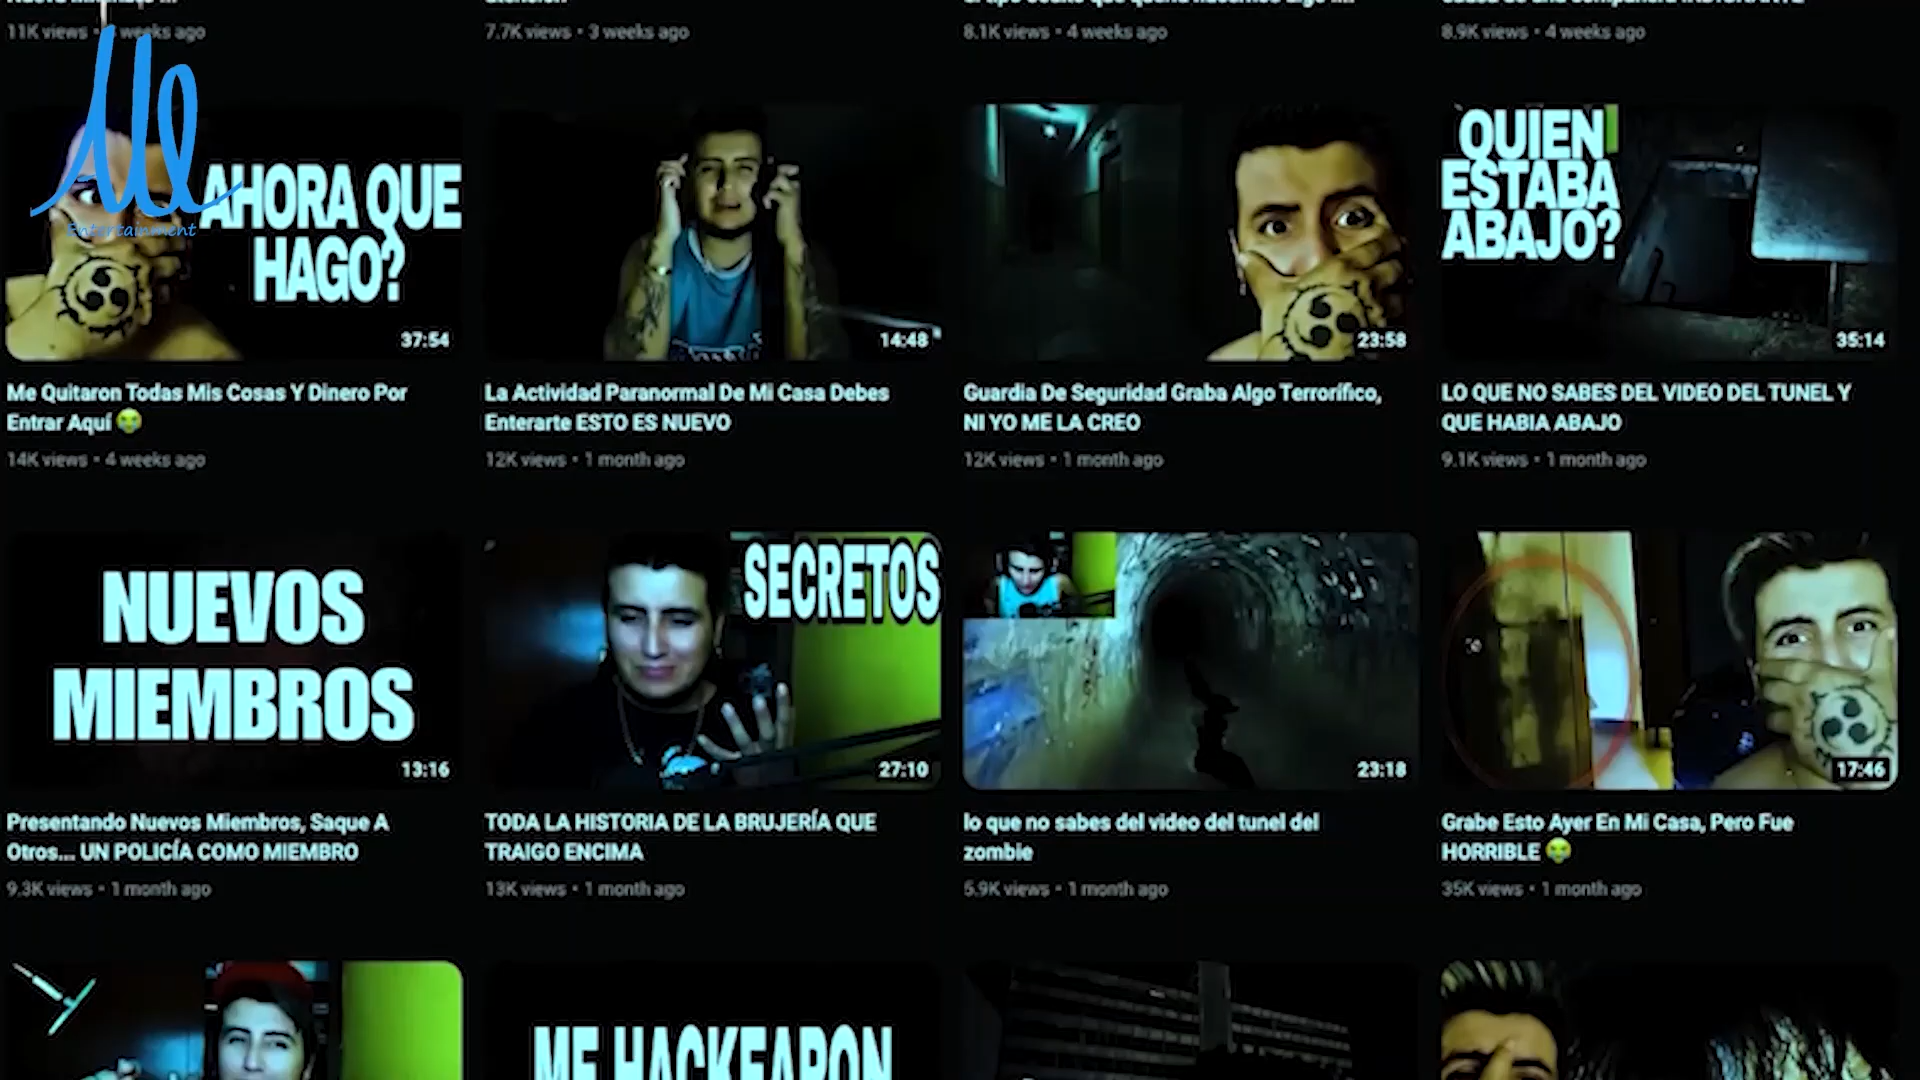 11K views • weeks ago
7.7K views • 3 weeks ago
8.1K views • 4 weeks ago
8.9K views • 4 weeks ago
Entertainment
AHORA QUE
HAGO?
37:54
14:48
23:58
QUIEN
ESTABA
ABAJO?
35:14
Me Quitaron Todas Mis Cosas Y Dinero Por
Entrar Aquí 😭
14K views • 4 weeks ago
La Actividad Paranormal De Mi Casa Debes
Enterarte ESTO ES NUEVO
12K views • 1 month ago
Guardia De Seguridad Graba Algo Terrorífico,
NI YO ME LA CREO
12K views • 1 month ago
LO QUE NO SABES DEL VIDEO DEL TUNEL Y
QUE HABIA ABAJO
9.1K views • 1 month ago
NUEVOS
MIEMBROS
13:16
SECRETOS
27:10
23:18
17:46
Presentando Nuevos Miembros, Saque A
Otros... UN POLICÍA COMO MIEMBRO
9.3K views • 1 month ago
TODA LA HISTORIA DE LA BRUJERÍA QUE
TRAIGO ENCIMA
13K views • 1 month ago
lo que no sabes del video del tunel del
zombie
5.9K views • 1 month ago
Grabe Esto Ayer En Mi Casa, Pero Fue
HORRIBLE 😭
35K views • 1 month ago
ME HACKEARON